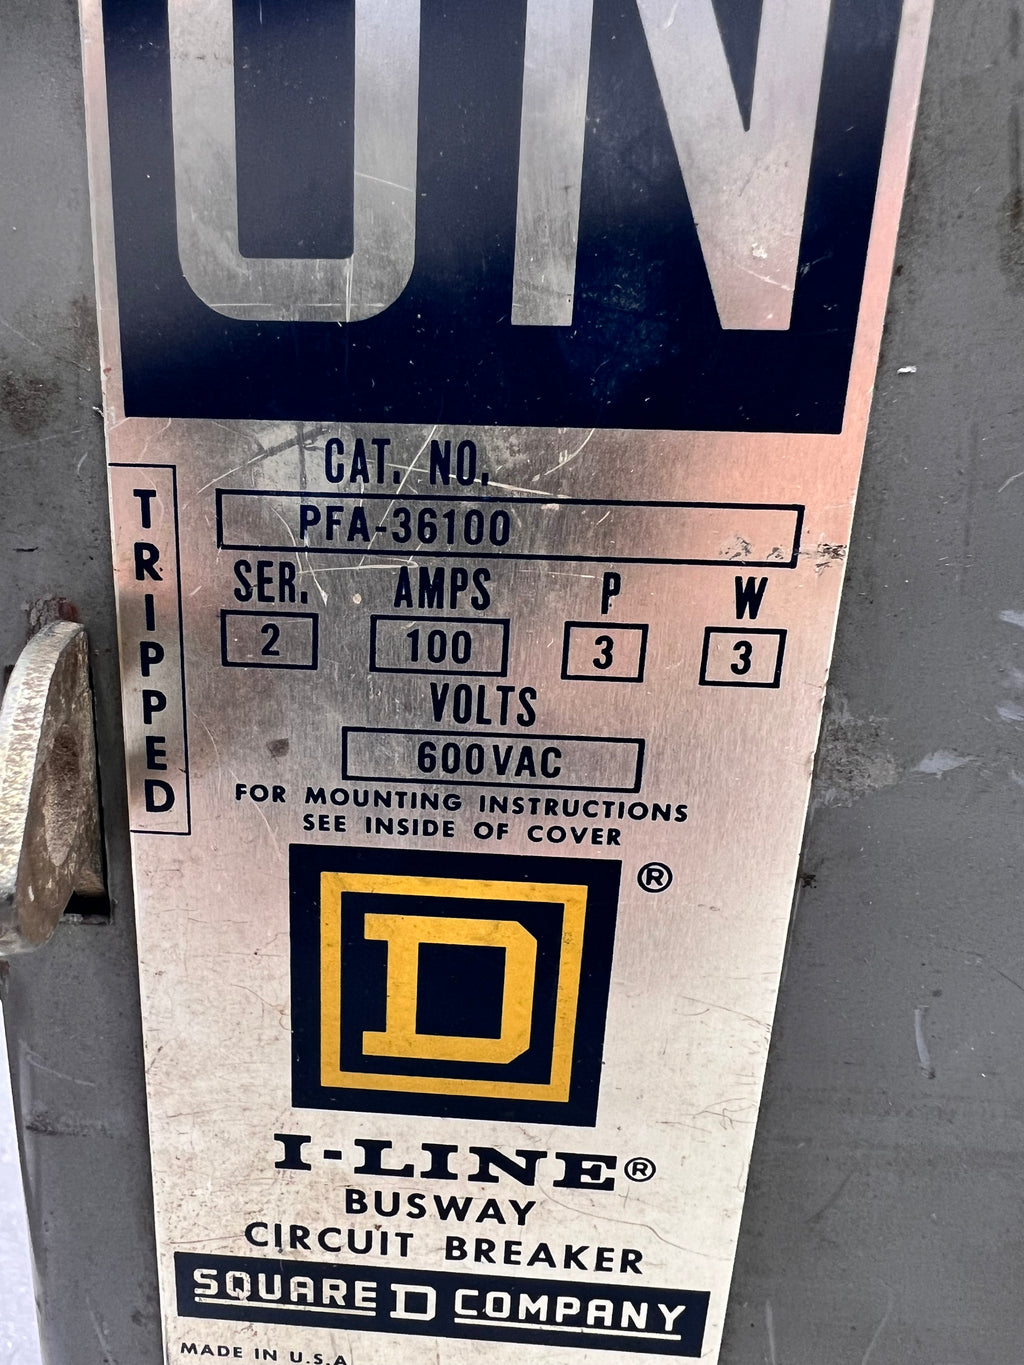 ON
CAT. NO.
PFA-36100
SER. AMPS P W
2 100 3 3
VOLTS
600VAC
TRIPPED
FOR MOUNTING INSTRUCTIONS
SEE INSIDE OF COVER
D®
I-LINE®
BUSWAY
CIRCUIT BREAKER
SQUARE D COMPANY
MADE IN U.S.A